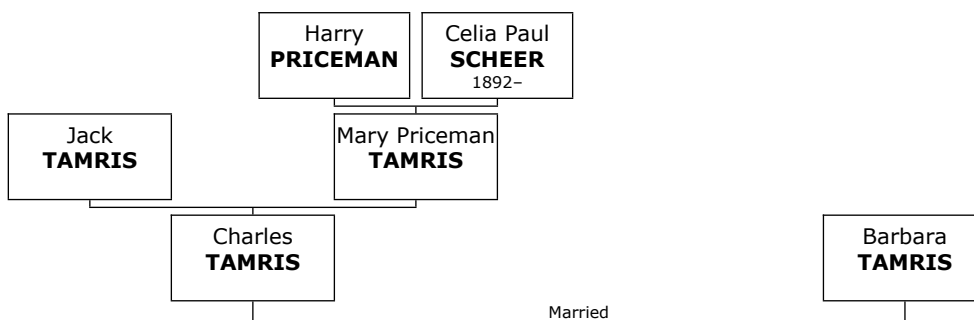 Harry
PRICEMAN
Celia Paul
SCHEER
1892–
Jack
TAMRIS
Mary Priceman
TAMRIS
Charles
TAMRIS
Barbara
TAMRIS
Married